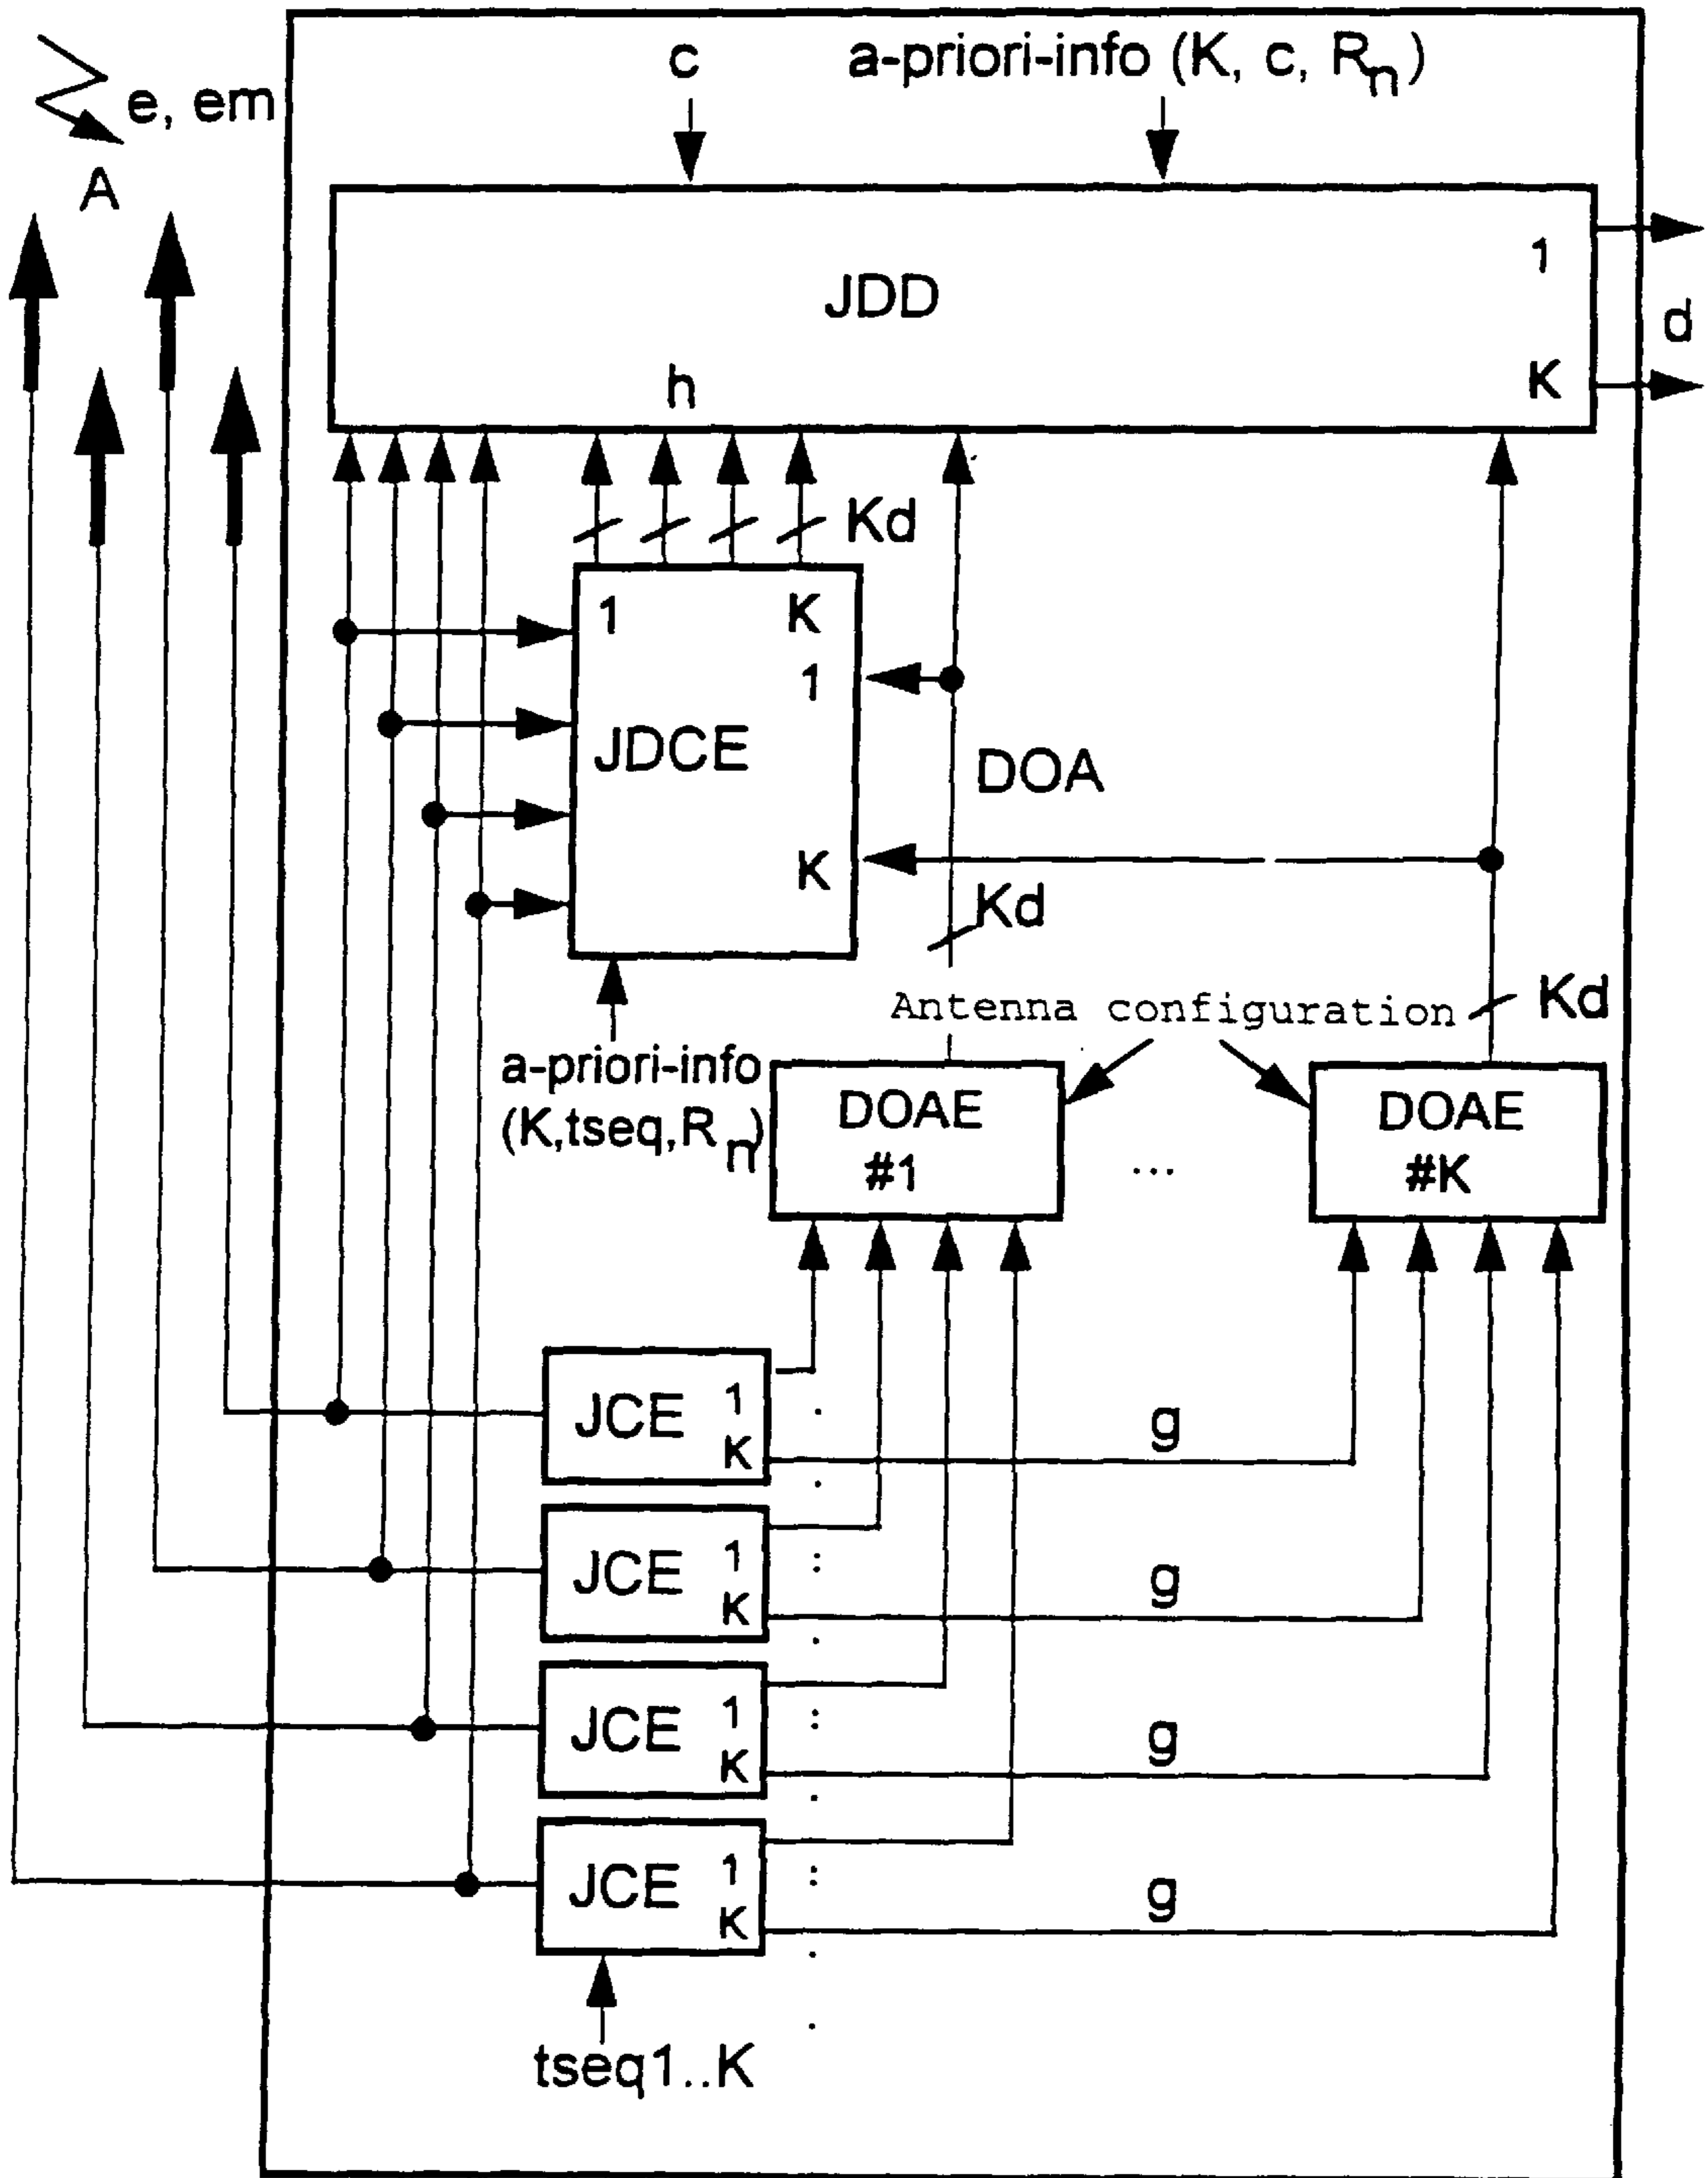 c a-priori-info (K, c, Rn)
e, em
A
1
JDD
d
h K
Kd
1 K
1
JDCE
DOA
K
Kd
Antenna configuration Kd
a-priori-info
(K,tseq,Rn)
DOAE DOAE
#1 ... #K
JCE 1 g
K
JCE 1 g
K
JCE 1 g
K
JCE 1 g
K
tseq1..K